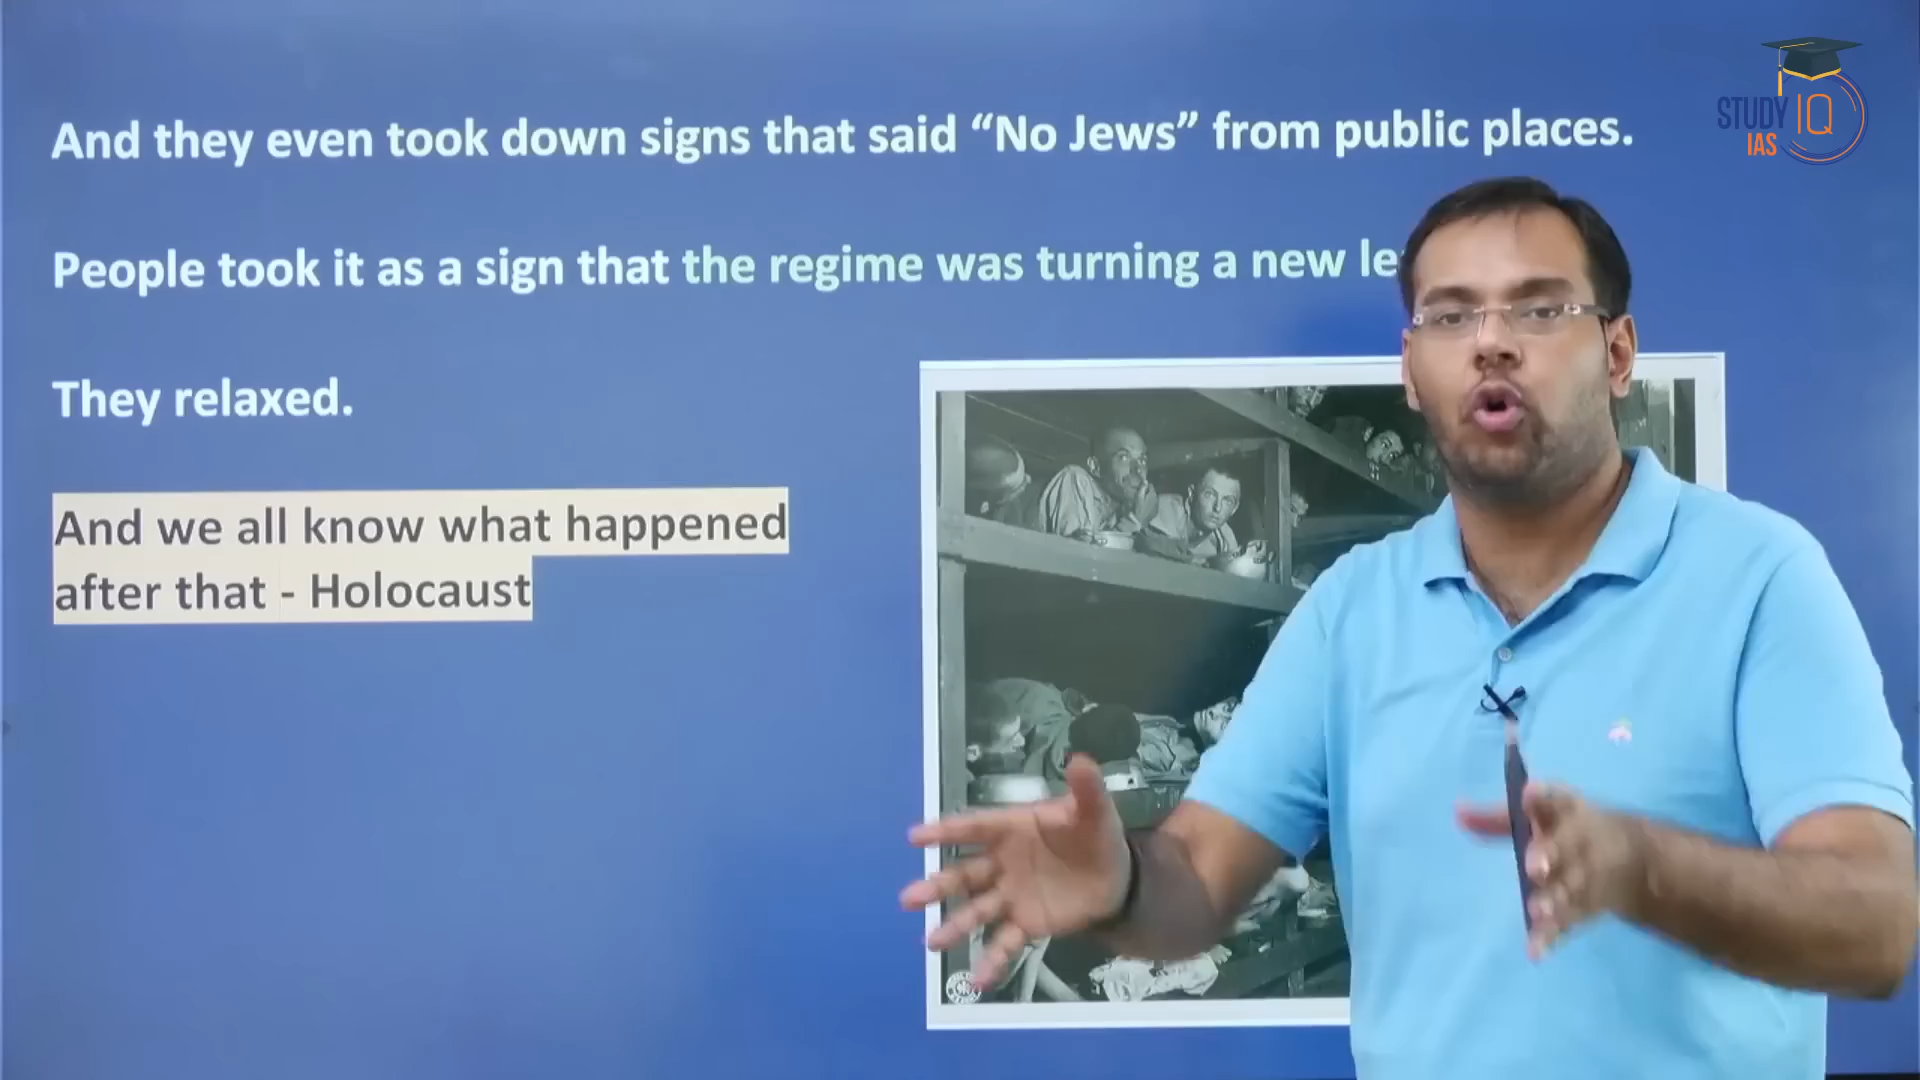 And they even took down signs that said “No Jews” from public places.
People took it as a sign that the regime was turning a new
They relaxed.
And we all know what happened
after that - Holocaust
STUDY IQ
IAS